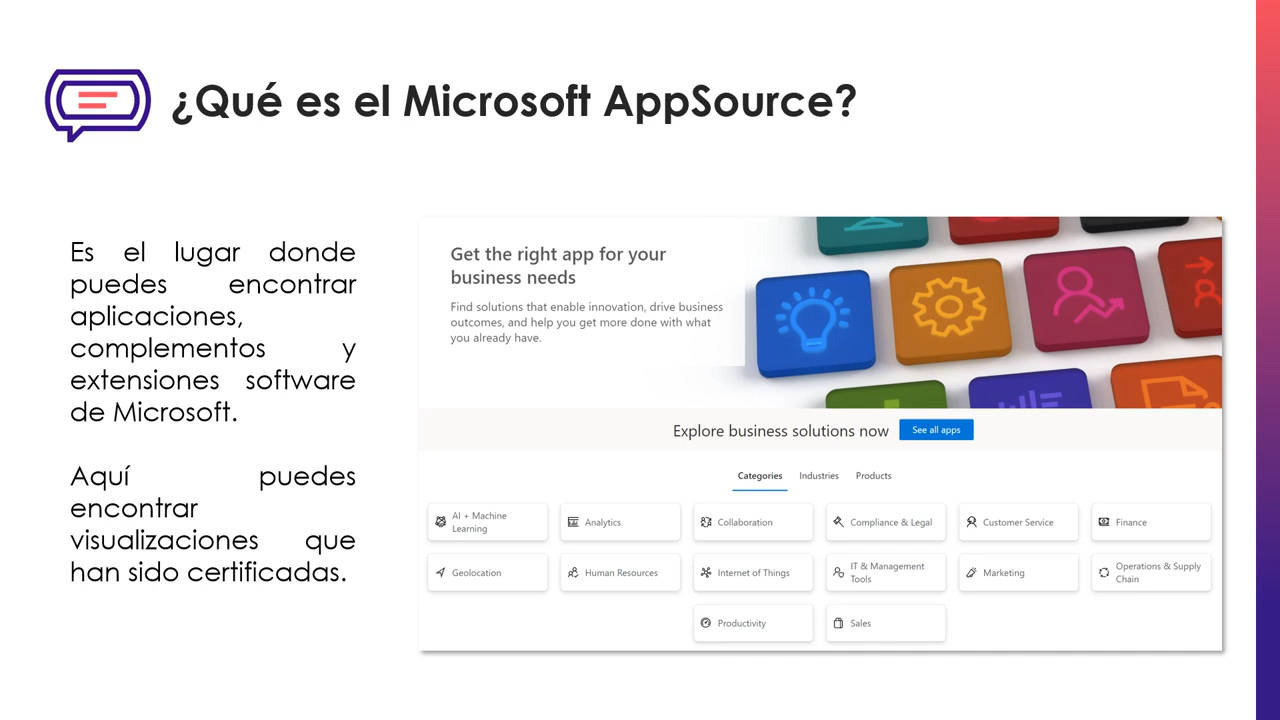 ¿Qué es el Microsoft AppSource?
Es el lugar donde
puedes encontrar
aplicaciones,
complementos y
extensiones software
de Microsoft.
Aquí puedes
encontrar
visualizaciones que
han sido certificadas.
Get the right app for your
business needs
Find solutions that enable innovation, drive business
outcomes, and help you get more done with what
you already have.
Explore business solutions now See all apps
Categories Industries Products
AI + Machine
Learning
Analytics
Collaboration
Compliance & Legal
Customer Service
Finance
Geolocation
Human Resources
Internet of Things
IT & Management
Tools
Marketing
Operations & Supply
Chain
Productivity
Sales